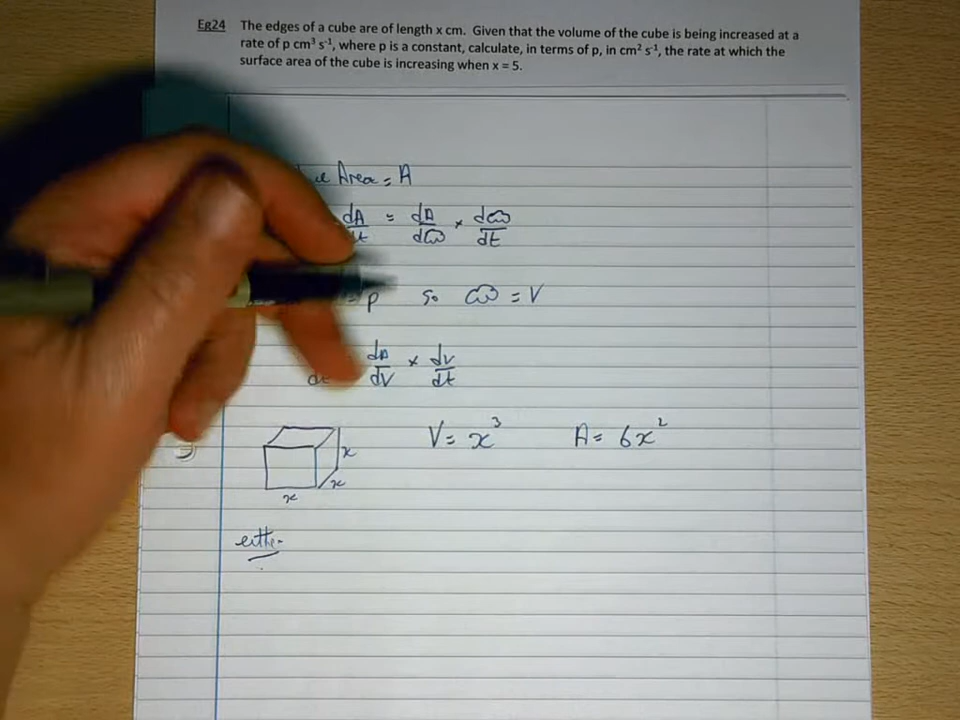 Eg24 The edges of a cube are of length x cm. Given that the volume of the cube is being increased at a
rate of p cm³ s⁻¹, where p is a constant, calculate, in terms of p, in cm² s⁻¹, the rate at which the
surface area of the cube is increasing when x = 5.
Area = A
dA/dt = dA/d☁ × d☁/dt
= p so ☁ = V
dA/dV × dV/dt
V = x³ A = 6x²
x
x
x
either